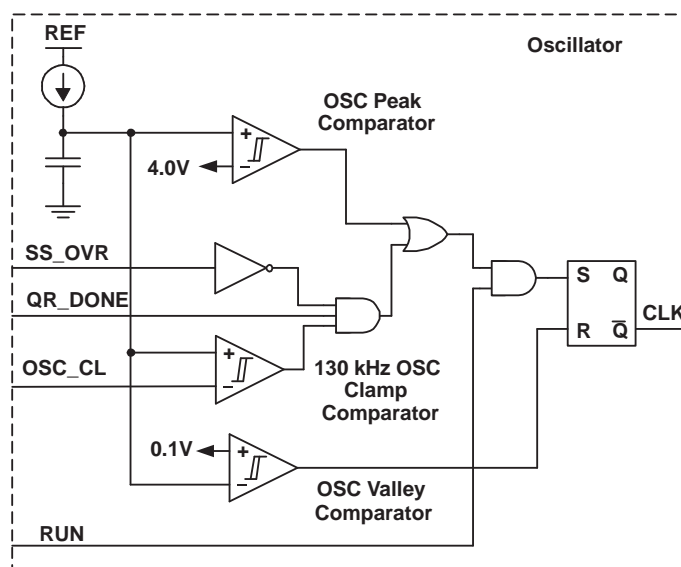 REF
Oscillator
OSC Peak
Comparator
+
4.0V
−
SS_OVR
QR_DONE
S Q
CLK
R Q̅
OSC_CL
+
−
130 kHz OSC
Clamp
Comparator
0.1V
+
−
OSC Valley
Comparator
RUN